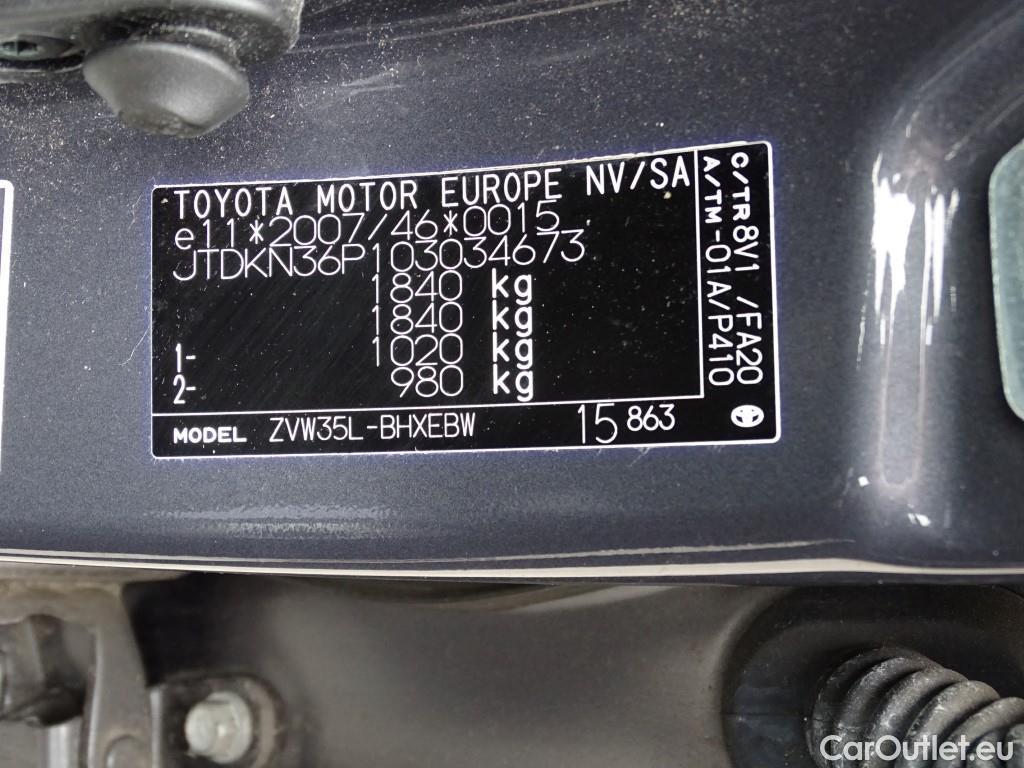 TOYOTA MOTOR EUROPE NV/SA
e11*2007/46*0015
JTDKN36P103034673
1840 kg
1840 kg
1- 1020 kg
2- 980 kg
MODEL ZVW35L-BHXEBW 15 863
C/TR8V1 /FA20
A/TM-01A/P410
CarOutlet.eu